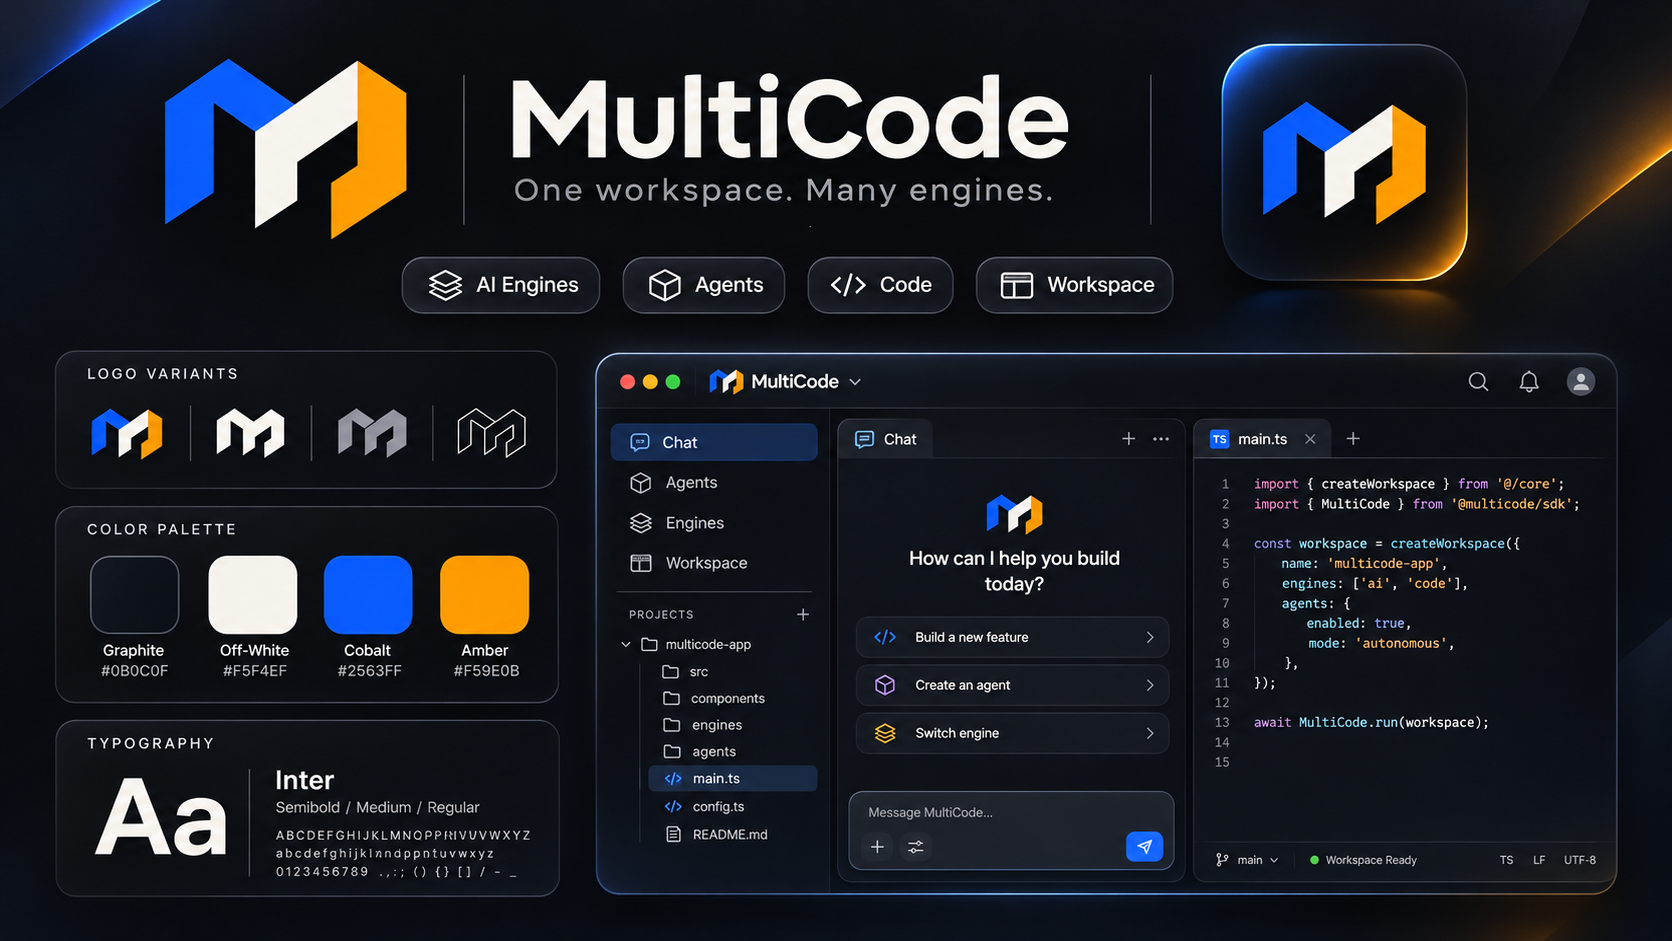 MultiCode
One workspace. Many engines.
AI Engines
Agents
Code
Workspace
LOGO VARIANTS
COLOR PALETTE
Graphite
#0B0C0F
Off-White
#F5F4EF
Cobalt
#2563FF
Amber
#F59E0B
TYPOGRAPHY
Aa
Inter
Semibold / Medium / Regular
0123456789 .,:; () {} [] / - _
MultiCode
Chat
Agents
Engines
Workspace
PROJECTS
multicode-app
src
components
engines
agents
main.ts
config.ts
README.md
Chat
How can I help you build
today?
Build a new feature
Create an agent
Switch engine
Message MultiCode...
TS main.ts
1 import { createWorkspace } from '@/core';
2 import { MultiCode } from '@multicode/sdk';
3
4 const workspace = createWorkspace({
5 name: 'multicode-app',
6 engines: ['ai', 'code'],
7 agents: {
8 enabled: true,
9 mode: 'autonomous',
10 },
11 });
12
13 await MultiCode.run(workspace);
14
15
main
Workspace Ready
TS
LF
UTF-8